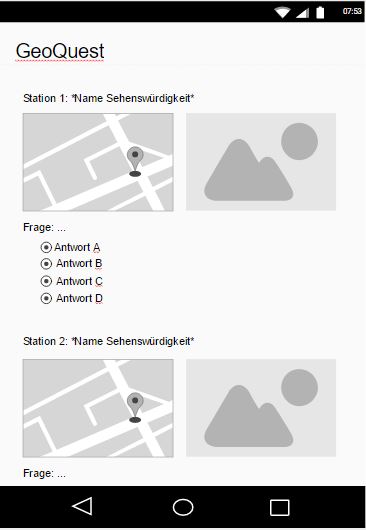 07:53
GeoQuest
Station 1: *Name Sehenswürdigkeit*
Frage: ...
Antwort A
Antwort B
Antwort C
Antwort D
Station 2: *Name Sehenswürdigkeit*
Frage: ...